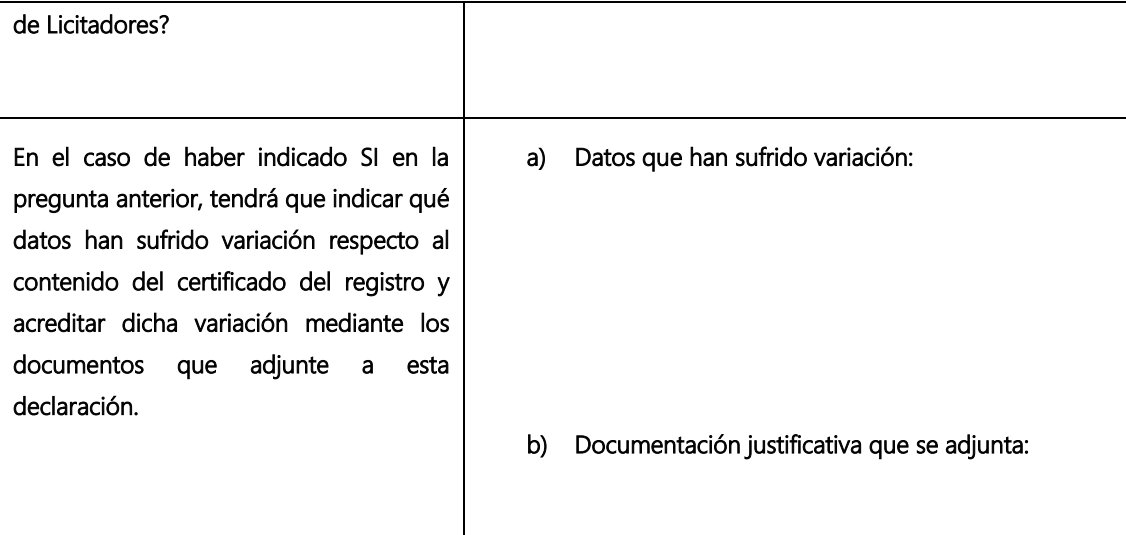 de Licitadores?
En el caso de haber indicado SI en la
pregunta anterior, tendrá que indicar qué
datos han sufrido variación respecto al
contenido del certificado del registro y
acreditar dicha variación mediante los
documentos que adjunte a esta
declaración.
a) Datos que han sufrido variación:
b) Documentación justificativa que se adjunta: